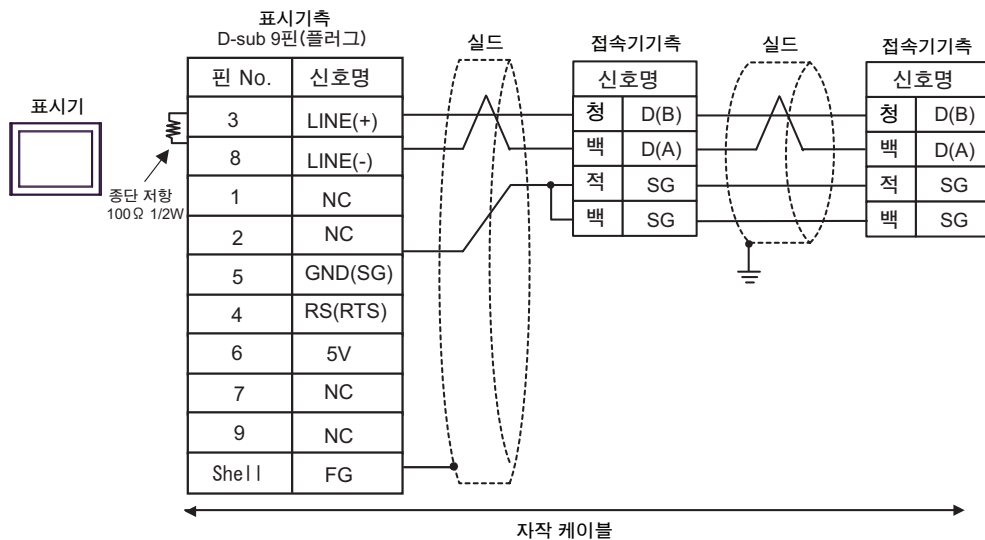 표시기측
D-sub 9핀(플러그)
실드
접속기기측
실드
접속기기측
표시기
종단 저항
100Ω 1/2W
핀 No. 신호명
3 LINE(+)
8 LINE(-)
1 NC
2 NC
5 GND(SG)
4 RS(RTS)
6 5V
7 NC
9 NC
Shell FG
신호명
청 D(B)
백 D(A)
적 SG
백 SG
신호명
청 D(B)
백 D(A)
적 SG
백 SG
자작 케이블